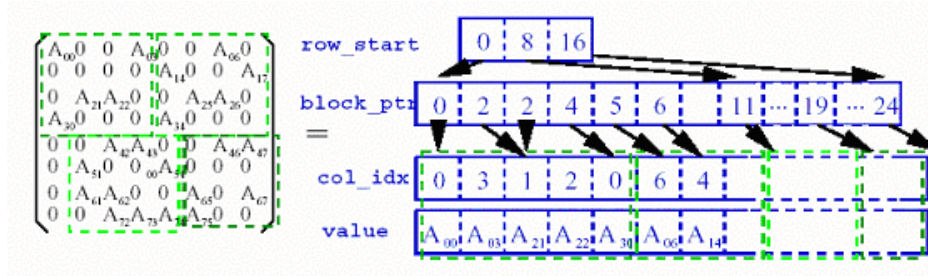 A₀₀ 0 0 A₀₃ 0 0 A₀₆ 0
0 0 0 0 A₁₄ 0 0 A₁₇
0 A₂₁ A₂₂ 0 0 A₂₅ A₂₆ 0
A₃₀ 0 0 0 A₃₄ 0 0 0
0 0 A₄₂ A₄₃ 0 0 A₄₆ A₄₇
A₅₁ 0 0 ₀₀ A₅₄ 0 0 0
A₆₁ A₆₂ 0 0 A₆₅ 0 A₆₇
0 0 A₇₂ A₇₃ A₇₅ 0 0
=
row_start 0 8 16
block_ptr 0 2 2 4 5 6 11 ... 19 ... 24
col_idx 0 3 1 2 0 6 4
value A₀₀ A₀₃ A₂₁ A₂₂ A₃₀ A₀₆ A₁₄